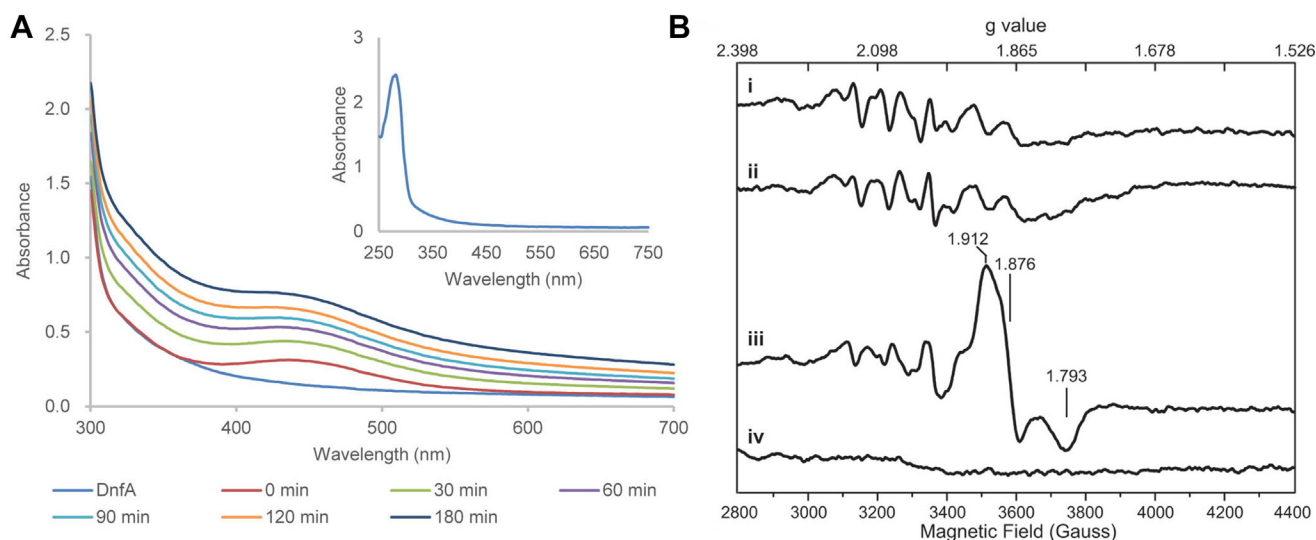 A
2.5
2.0
1.5
1.0
0.5
0.0
Absorbance
300 400 500 600 700
Wavelength (nm)
3
2
1
0
Absorbance
250 350 450 550 650 750
Wavelength (nm)
DnfA 0 min 30 min 60 min
90 min 120 min 180 min
B
g value
2.398 2.098 1.865 1.678 1.526
i
ii
1.912
1.876
iii
1.793
iv
2800 3000 3200 3400 3600 3800 4000 4200 4400
Magnetic Field (Gauss)